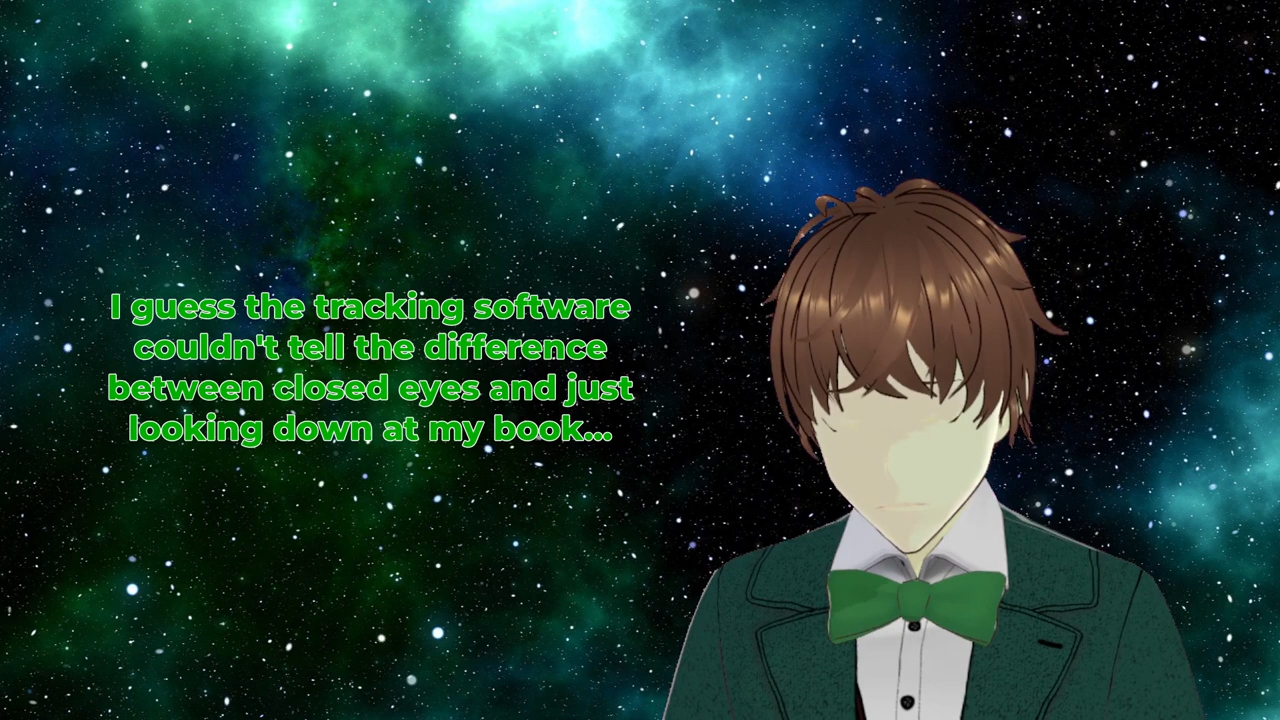 I guess the tracking software
couldn't tell the difference
between closed eyes and just
looking down at my book...